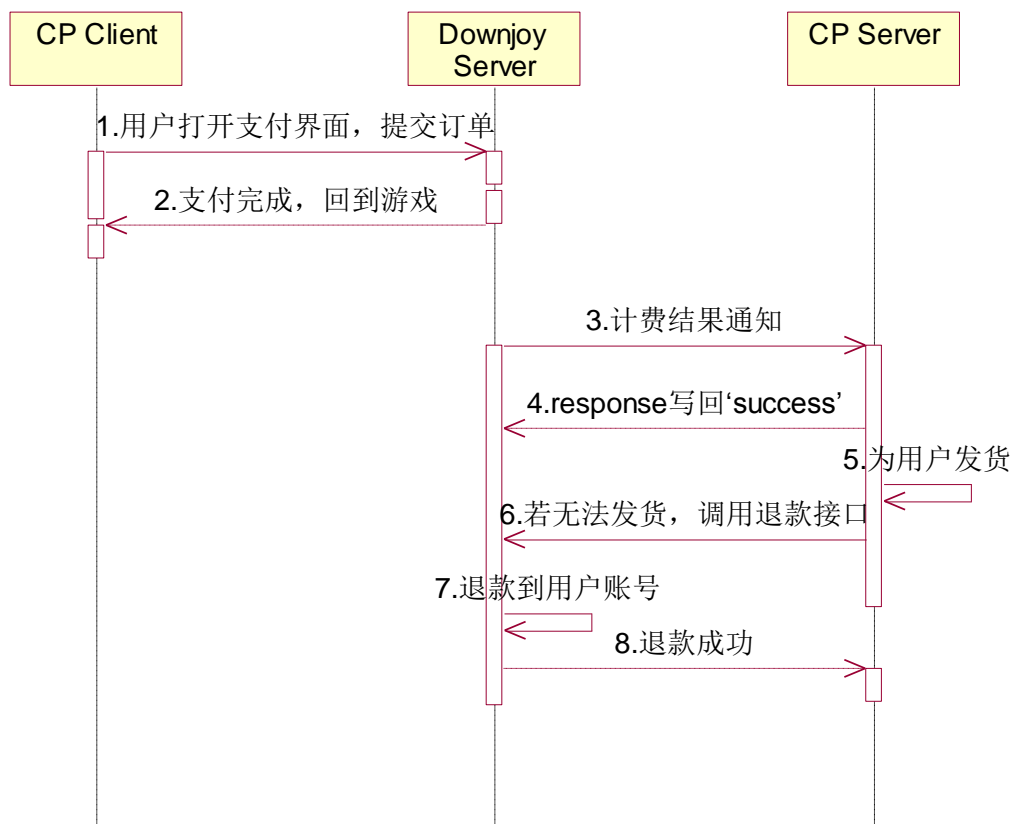 CP Client
Downjoy
Server
CP Server
1.用户打开支付界面，提交订单
2.支付完成，回到游戏
3.计费结果通知
4.response写回‘success’
5.为用户发货
6.若无法发货，调用退款接口
7.退款到用户账号
8.退款成功